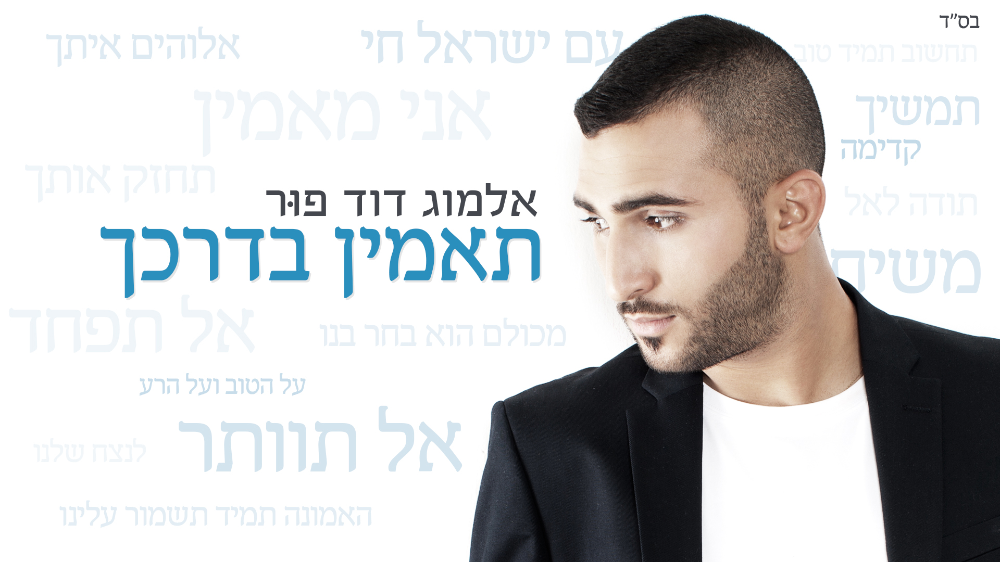 בס״ד
תחשוב תמיד טוב
עם ישראל חי
אלוהים איתך
תמשיך
קדימה
אני מאמין
תחזק אותך
תודה לאל
אלמוג דוד פוּר
תאמין בדרכך
משיח
אל תפחד
מכולם הוא בחר בנו
על הטוב ועל הרע
אל תוותר
לנצח שלנו
האמונה תמיד תשמור עלינו